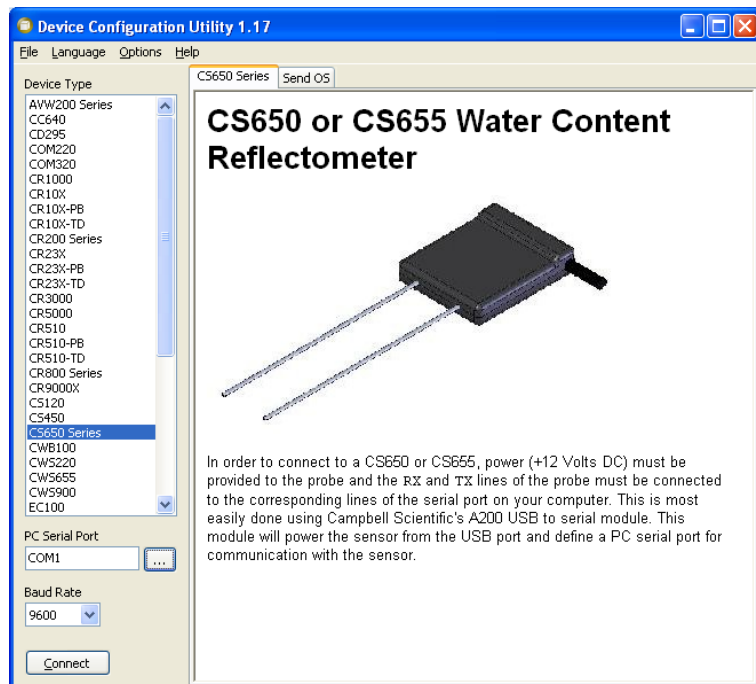 Device Configuration Utility 1.17
File Language Options Help
Device Type
AVW200 Series
CC640
CD295
COM220
COM320
CR1000
CR10X
CR10X-PB
CR10X-TD
CR200 Series
CR23X
CR23X-PB
CR23X-TD
CR3000
CR5000
CR510
CR510-PB
CR510-TD
CR800 Series
CR9000X
CS120
CS450
CS650 Series
CWB100
CWS220
CWS655
CWS900
EC100
PC Serial Port
COM1
...
Baud Rate
9600
Connect
CS650 Series Send OS
CS650 or CS655 Water Content
Reflectometer
In order to connect to a CS650 or CS655, power (+12 Volts DC) must be
provided to the probe and the RX and TX lines of the probe must be connected
to the corresponding lines of the serial port on your computer. This is most
easily done using Campbell Scientific's A200 USB to serial module. This
module will power the sensor from the USB port and define a PC serial port for
communication with the sensor.